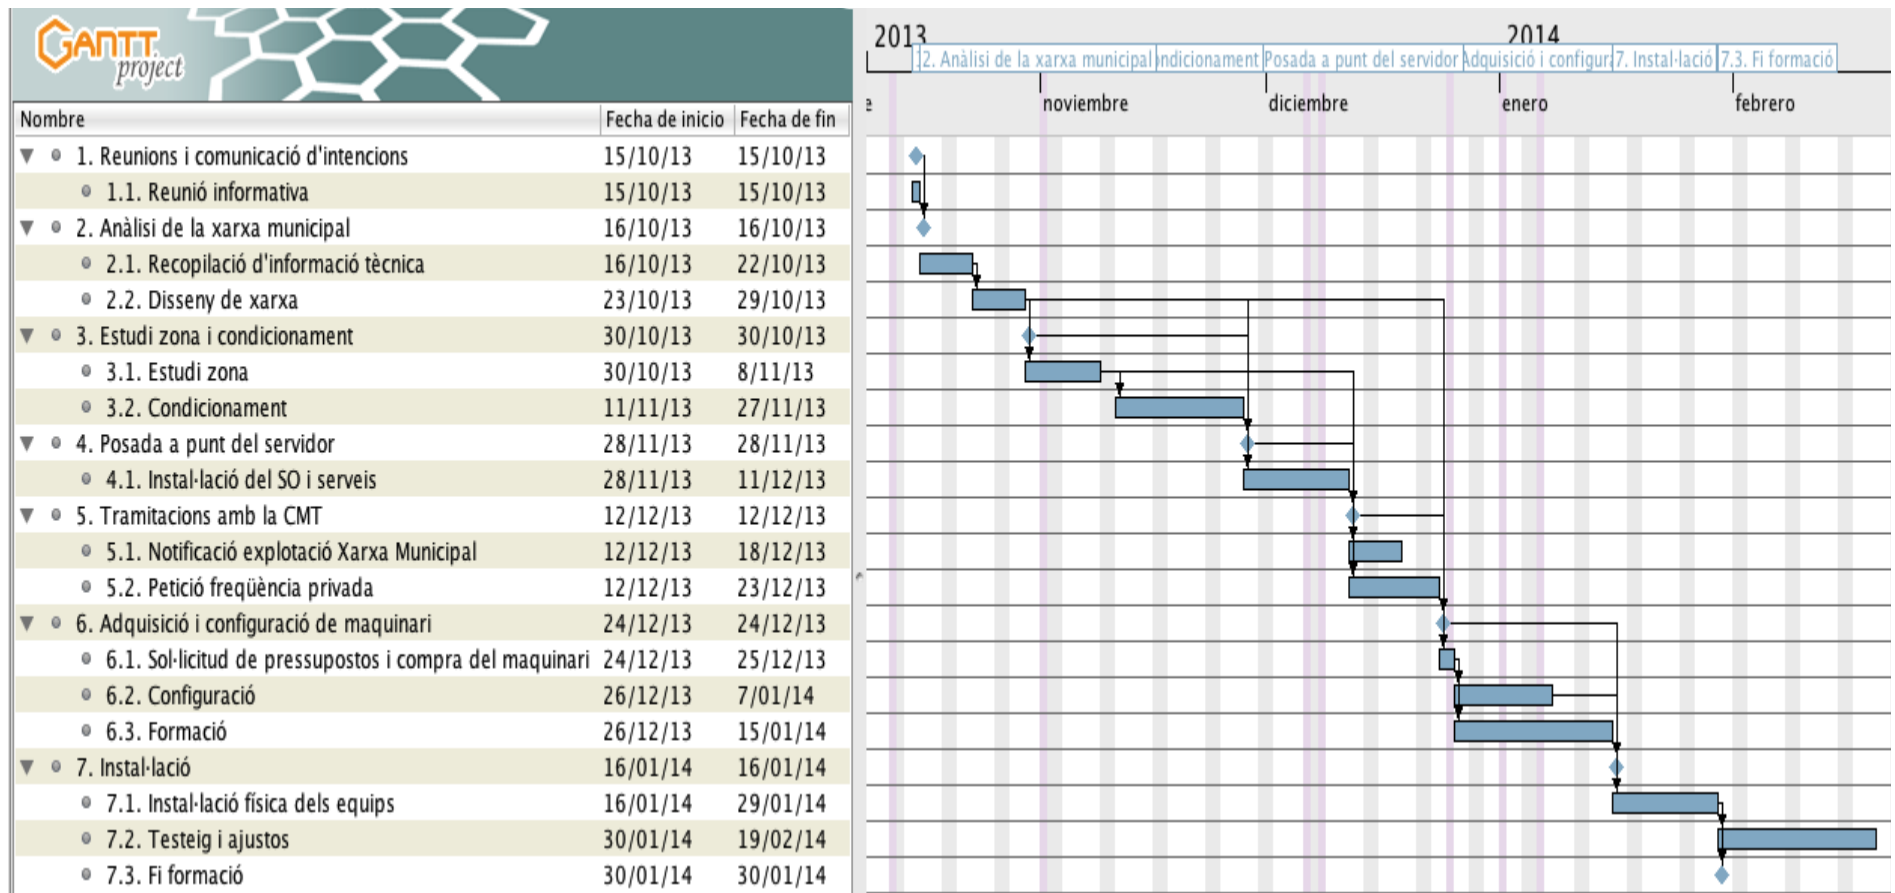 GANTT
project
2013
2014
2. Anàlisi de la xarxa municipal
ndicionament
Posada a punt del servidor
Adquisició i configura
7. Instal·lació
7.3. Fi formació
e
noviembre
diciembre
enero
febrero
Nombre Fecha de inicio Fecha de fin
1. Reunions i comunicació d'intencions 15/10/13 15/10/13
1.1. Reunió informativa 15/10/13 15/10/13
2. Anàlisi de la xarxa municipal 16/10/13 16/10/13
2.1. Recopilació d'informació tècnica 16/10/13 22/10/13
2.2. Disseny de xarxa 23/10/13 29/10/13
3. Estudi zona i condicionament 30/10/13 30/10/13
3.1. Estudi zona 30/10/13 8/11/13
3.2. Condicionament 11/11/13 27/11/13
4. Posada a punt del servidor 28/11/13 28/11/13
4.1. Instal·lació del SO i serveis 28/11/13 11/12/13
5. Tramitacions amb la CMT 12/12/13 12/12/13
5.1. Notificació explotació Xarxa Municipal 12/12/13 18/12/13
5.2. Petició freqüència privada 12/12/13 23/12/13
6. Adquisició i configuració de maquinari 24/12/13 24/12/13
6.1. Sol·licitud de pressupostos i compra del maquinari 24/12/13 25/12/13
6.2. Configuració 26/12/13 7/01/14
6.3. Formació 26/12/13 15/01/14
7. Instal·lació 16/01/14 16/01/14
7.1. Instal·lació física dels equips 16/01/14 29/01/14
7.2. Testeig i ajustos 30/01/14 19/02/14
7.3. Fi formació 30/01/14 30/01/14